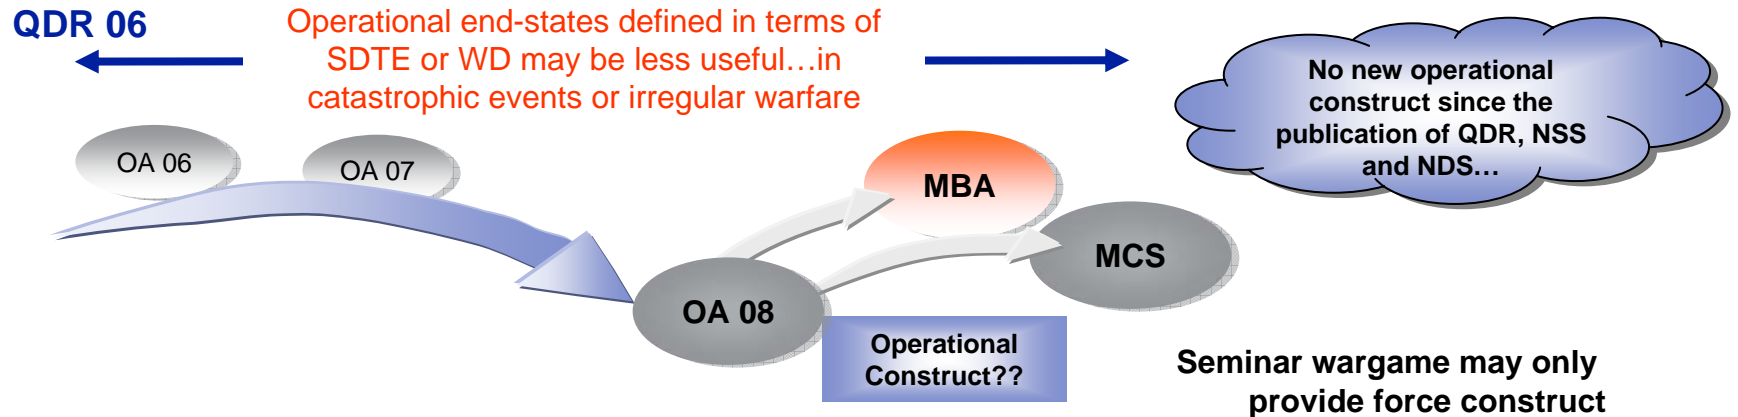 QDR 06
Operational end-states defined in terms of
SDTE or WD may be less useful…in
catastrophic events or irregular warfare
No new operational
construct since the
publication of QDR, NSS
and NDS…
OA 06
OA 07
MBA
MCS
OA 08
Operational
Construct??
Seminar wargame may only
provide force construct